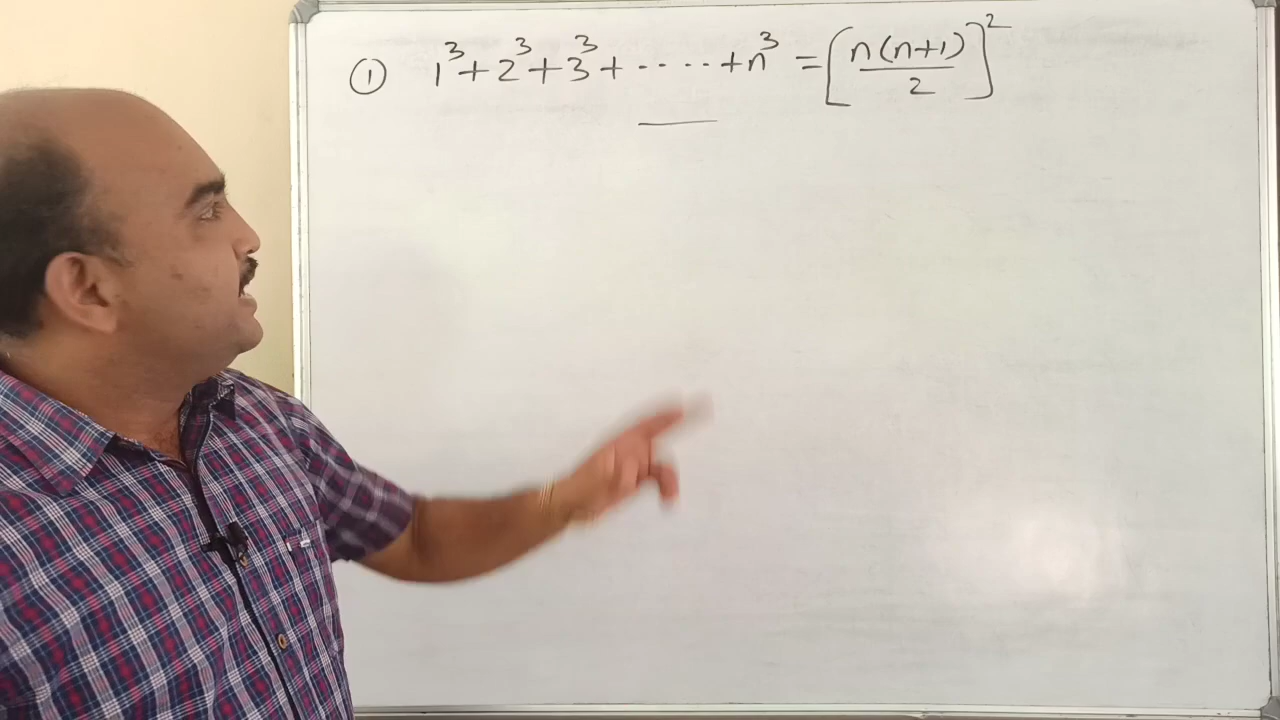 ① 1³+2³+3³+ ····· +n³ = [n(n+1)/2]²